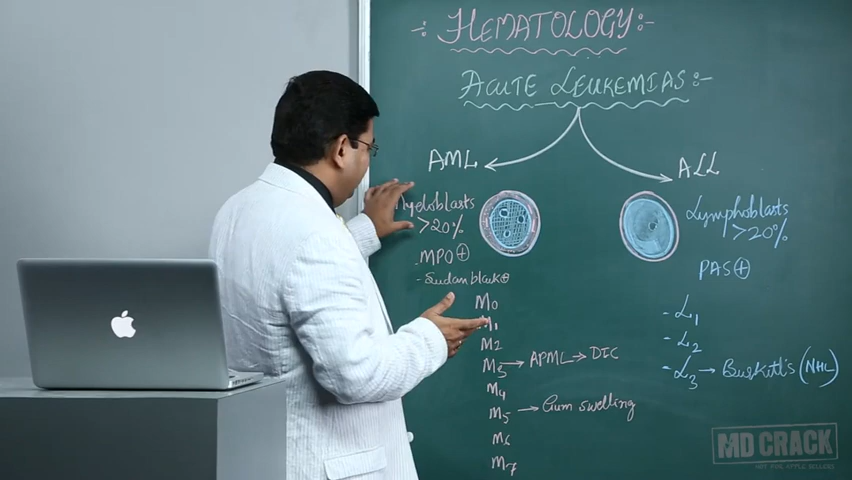 -: HEMATOLOGY :-
ACUTE LEUKEMIAS :-
AML
ALL
Myeloblasts
>20%
- MPO ⊕
- Sudan black ⊕
M0
M1
M2
M3 → APML → DIC
M4
M5 → Gum swelling
M6
M7
Lymphoblasts
>20%
PAS ⊕
- L1
- L2
- L3 → Burkitt's (NHL)
MD CRACK